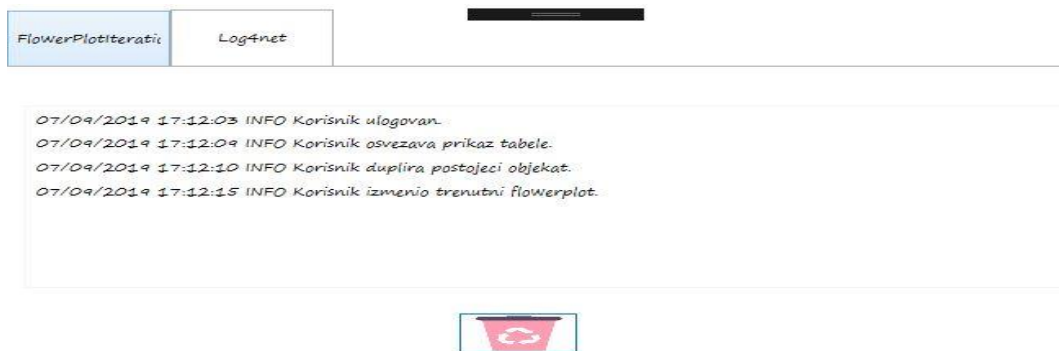 FlowerPlotIteratic
Log4net
07/09/2019 17:12:03 INFO Korisnik ulogovan.
07/09/2019 17:12:09 INFO Korisnik osvezava prikaz tabele.
07/09/2019 17:12:10 INFO Korisnik duplira postojeci objekat.
07/09/2019 17:12:15 INFO Korisnik izmenio trenutni flowerplot.